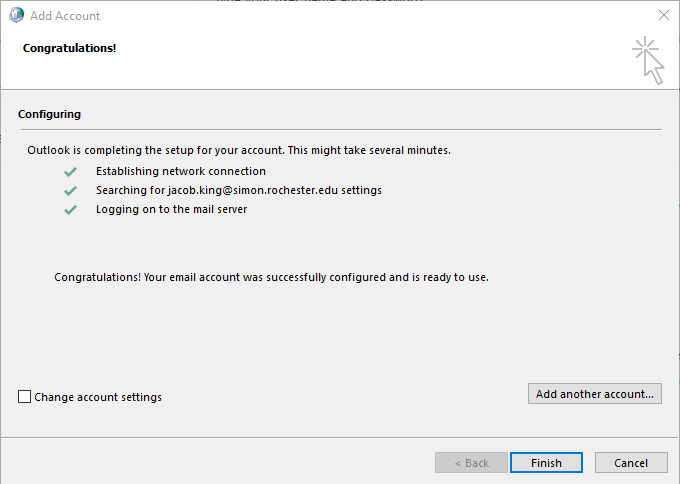 Add Account
Congratulations!
Configuring
Outlook is completing the setup for your account. This might take several minutes.
Establishing network connection
Searching for jacob.king@simon.rochester.edu settings
Logging on to the mail server
Congratulations! Your email account was successfully configured and is ready to use.
Change account settings
Add another account...
< Back
Finish
Cancel